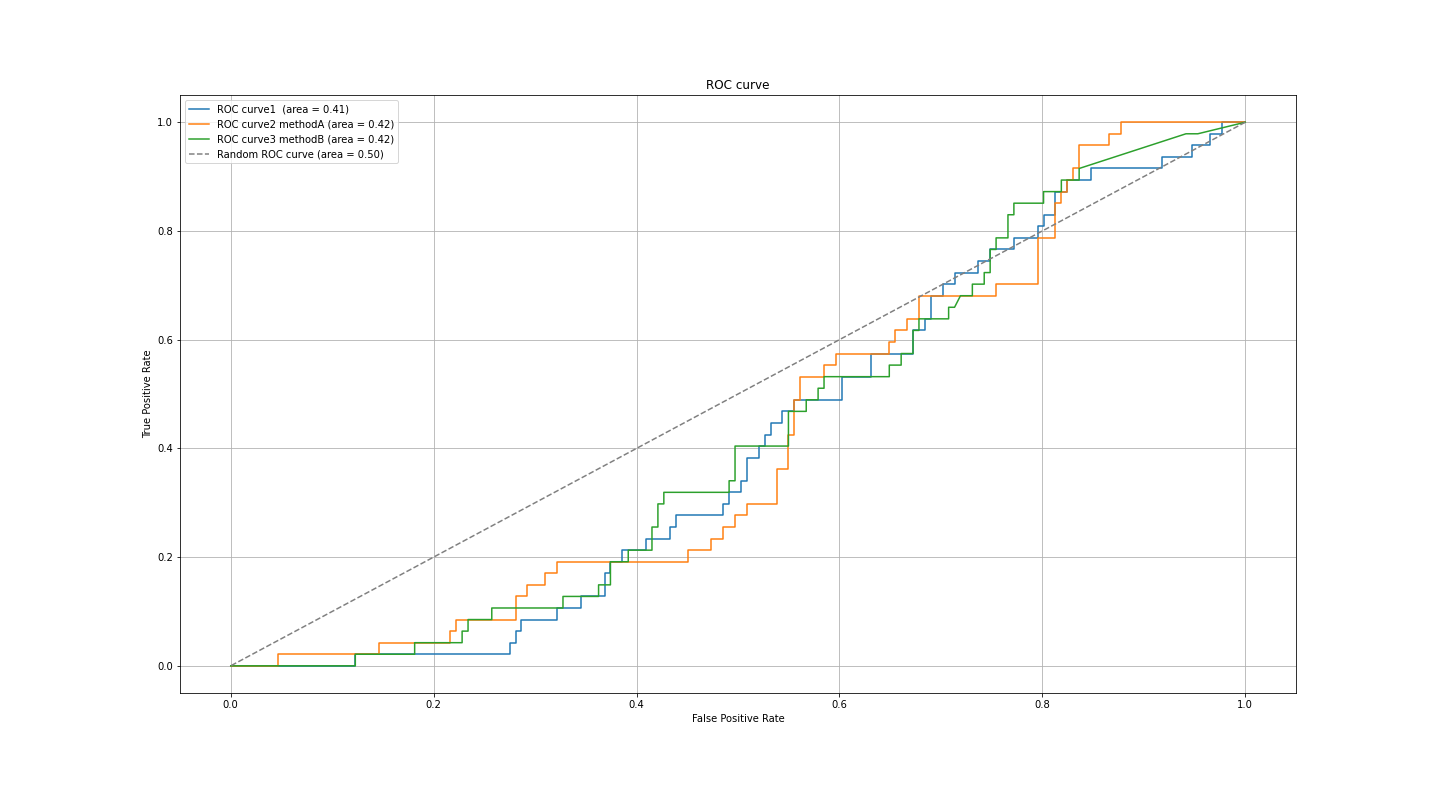 ROC curve
ROC curve1  (area = 0.41)
ROC curve2 methodA (area = 0.42)
ROC curve3 methodB (area = 0.42)
Random ROC curve (area = 0.50)
True Positive Rate
1.0
0.8
0.6
0.4
0.2
0.0
0.0 0.2 0.4 0.6 0.8 1.0
False Positive Rate